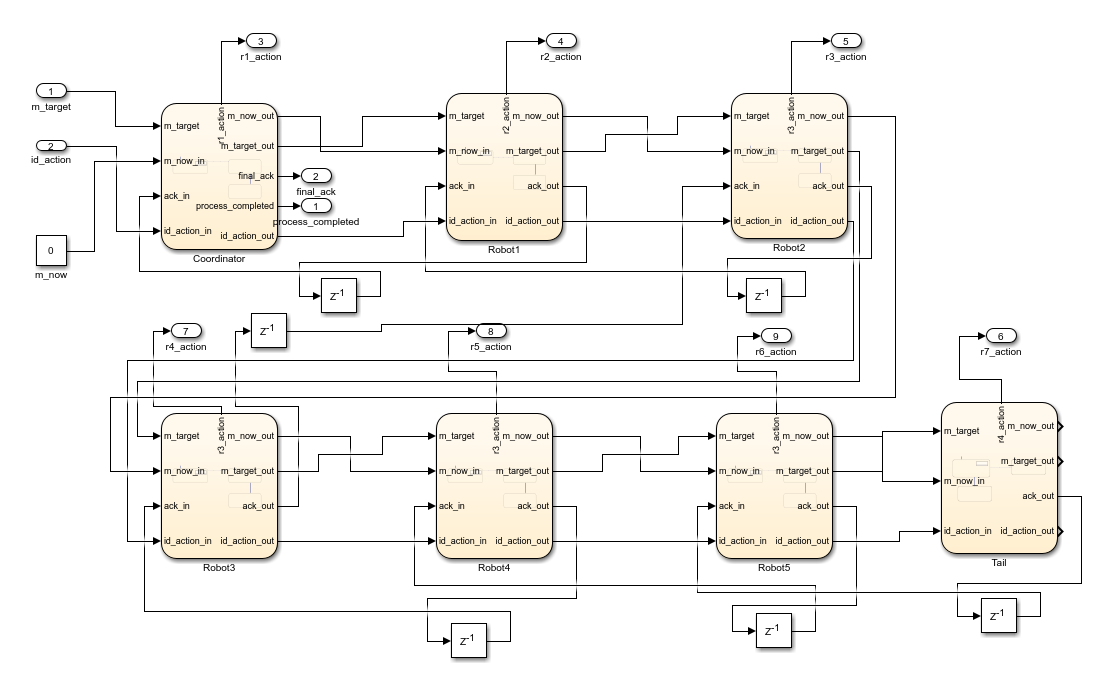 3
r1_action
4
r2_action
5
r3_action
1
m_target
2
id_action
0
m_now
r1_action
m_target
m_now_in
ack_in
id_action_in
m_now_out
m_target_out
final_ack
process_completed
id_action_out
Coordinator
2
final_ack
1
process_completed
r2_action
m_target
m_now_in
ack_in
id_action_in
m_now_out
m_target_out
ack_out
id_action_out
Robot1
r3_action
m_target
m_now_in
ack_in
id_action_in
m_now_out
m_target_out
ack_out
id_action_out
Robot2
Z-1
Z-1
Z-1
7
r4_action
8
r5_action
9
r6_action
6
r7_action
r3_action
m_target
m_now_in
ack_in
id_action_in
m_now_out
m_target_out
ack_out
id_action_out
Robot3
r3_action
m_target
m_now_in
ack_in
id_action_in
m_now_out
m_target_out
ack_out
id_action_out
Robot4
r3_action
m_target
m_now_in
ack_in
id_action_in
m_now_out
m_target_out
ack_out
id_action_out
Robot5
r4_action
m_target
m_now_in
id_action_in
m_now_out
m_target_out
ack_out
id_action_out
Tail
Z-1
Z-1
Z-1